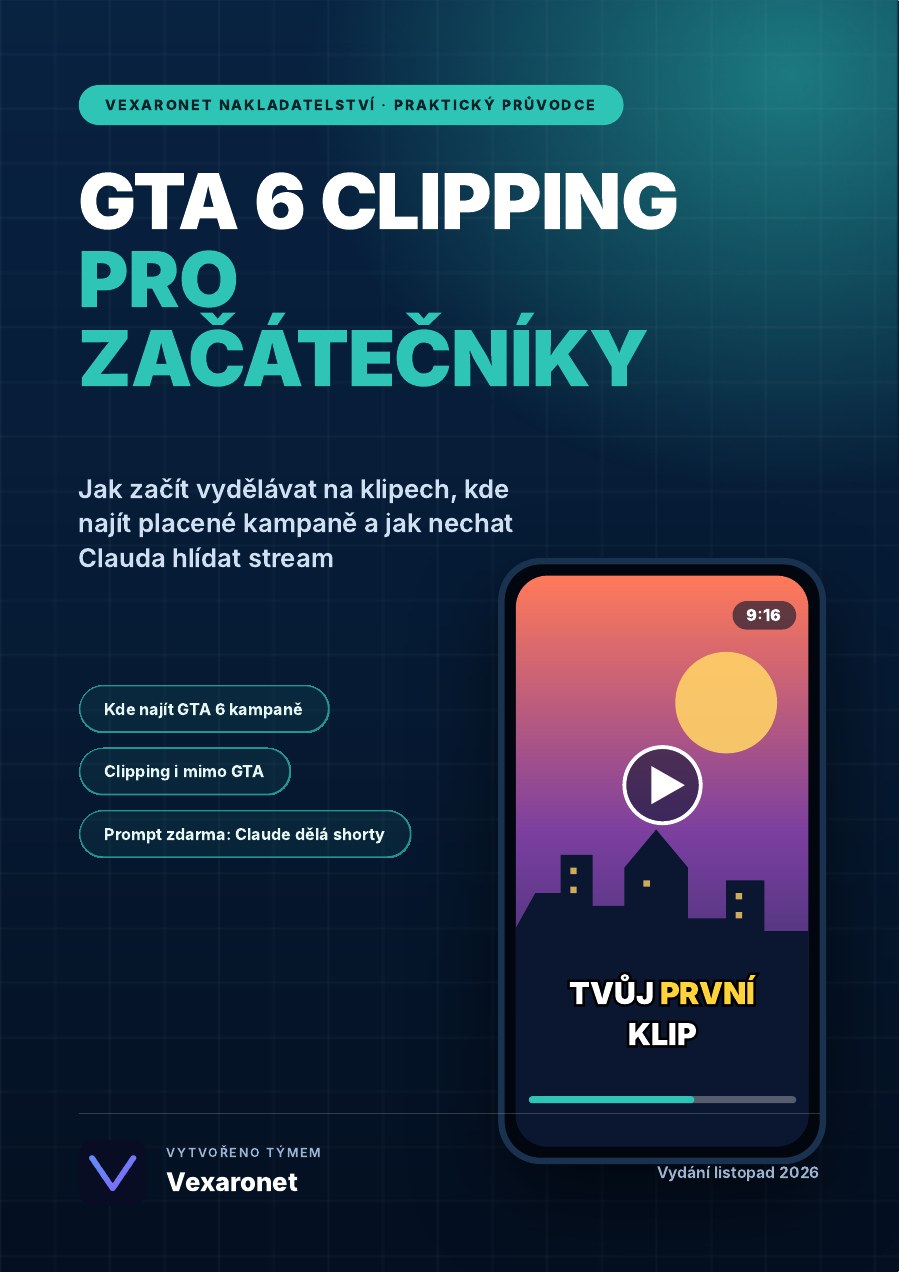 VEXARONET NAKLADATELSTVÍ · PRAKTICKÝ PRŮVODCE
GTA 6 CLIPPING
PRO
ZAČÁTEČNÍKY
Jak začít vydělávat na klipech, kde
najít placené kampaně a jak nechat
Clauda hlídat stream
9:16
Kde najít GTA 6 kampaně
Clipping i mimo GTA
Prompt zdarma: Claude dělá shorty
TVŮJ PRVNÍ
KLIP
VYTVOŘENO TÝMEM
Vexaronet
Vydání listopad 2026